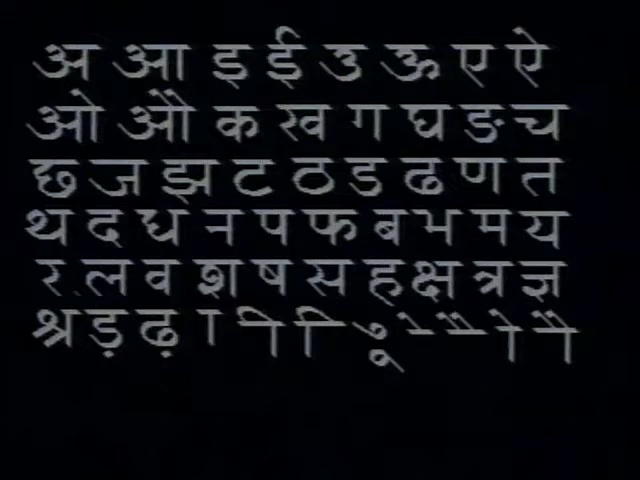 अ आ इ ई उ ऊ ए ऐ
ओ औ क ख ग घ ङ च
छ ज झ ट ठ ड ढ ण त
थ द ध न प फ ब भ म य
र ल व श ष स ह क्ष त्र ज्ञ
श्र ड़ ढ़ ा ि ी ु ू े ै ो ौ